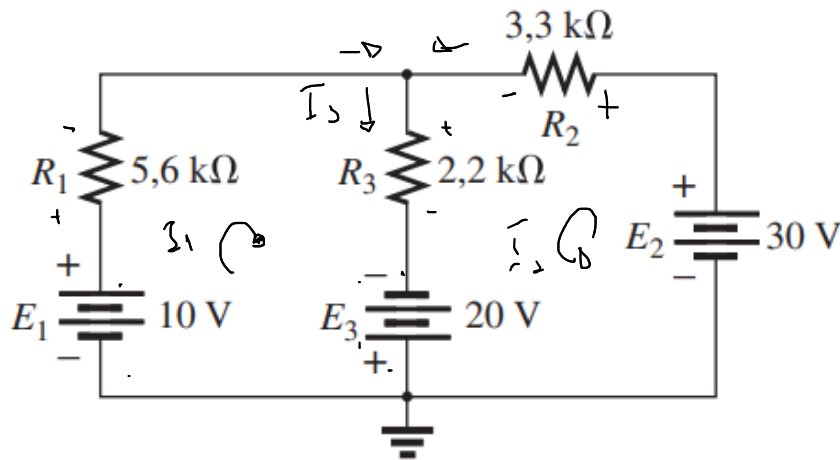 3,3 kΩ
R₂
- +
I₃
R₁ 5,6 kΩ
R₃ 2,2 kΩ
- +
+ -
I₁
I₂
+
E₂ 30 V
-
+
E₁ 10 V
-
-
E₃ 20 V
+